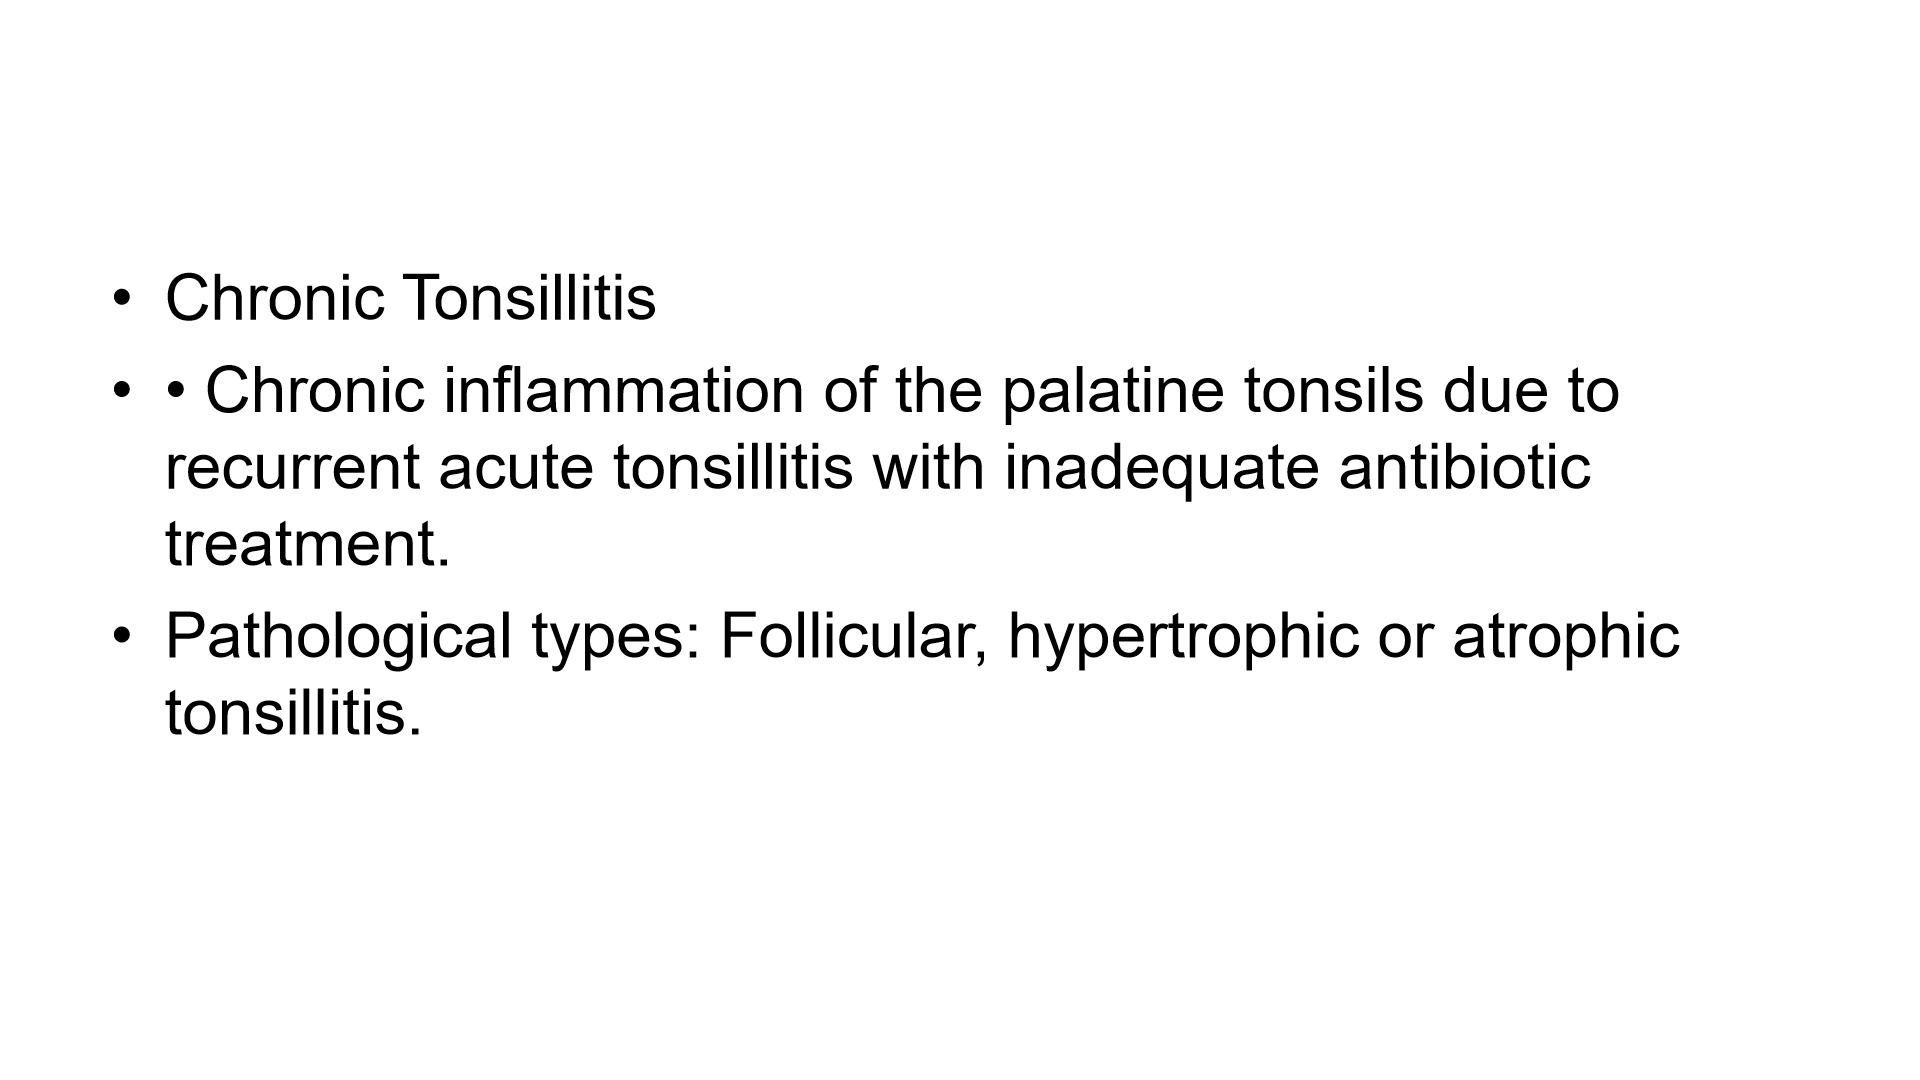 • Chronic Tonsillitis
• • Chronic inflammation of the palatine tonsils due to
recurrent acute tonsillitis with inadequate antibiotic
treatment.
• Pathological types: Follicular, hypertrophic or atrophic
tonsillitis.